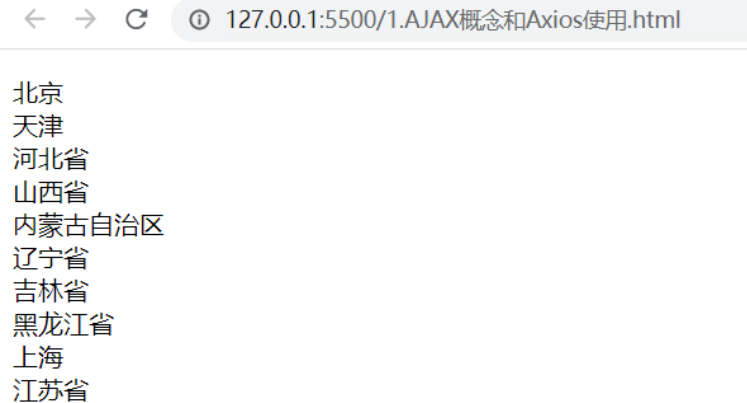 127.0.0.1:5500/1.AJAX概念和Axios使用.html
北京
天津
河北省
山西省
内蒙古自治区
辽宁省
吉林省
黑龙江省
上海
江苏省